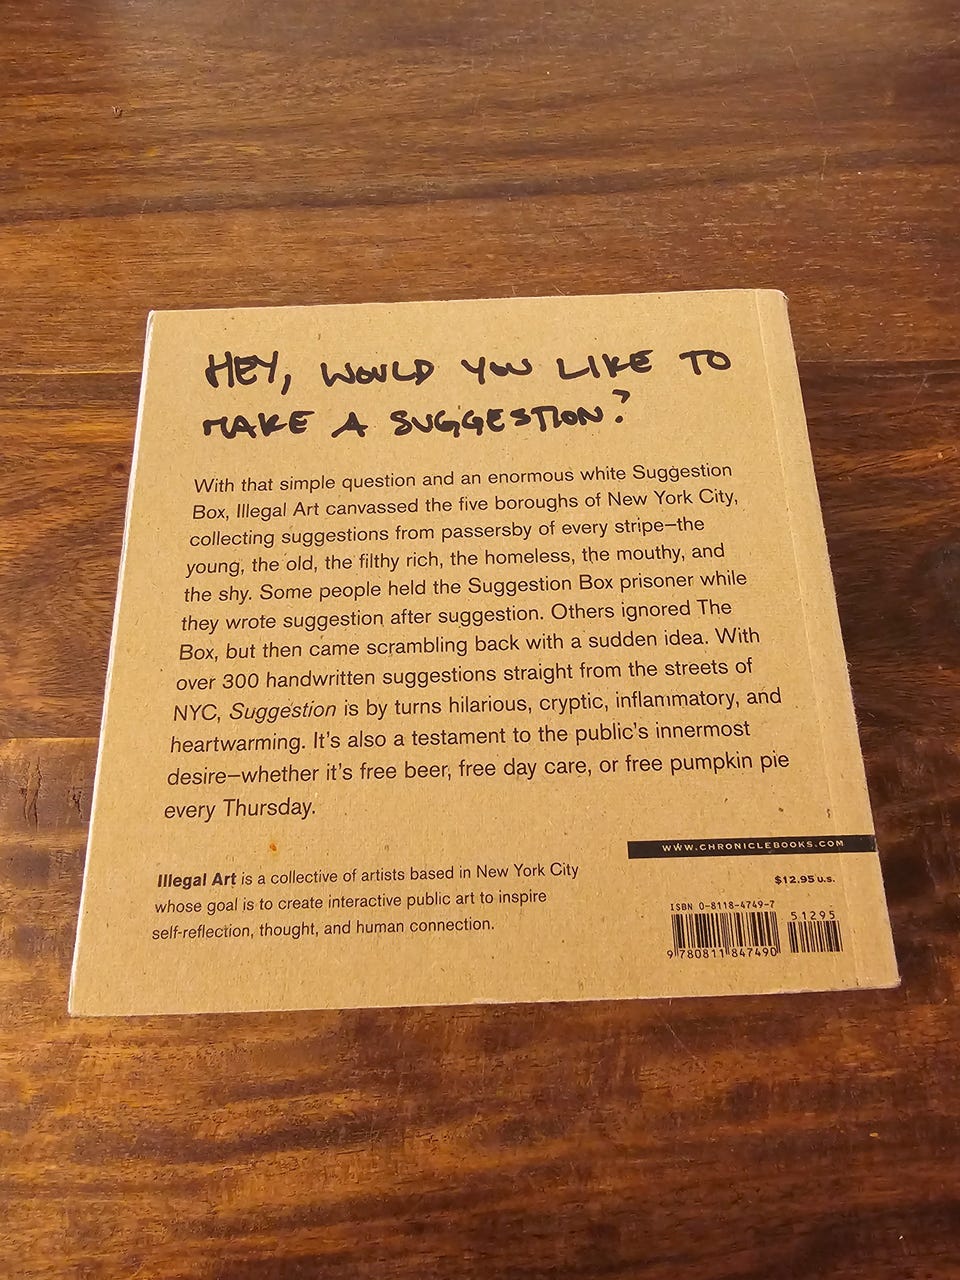 HEY, WOULD YOU LIKE TO
MAKE A SUGGESTION?
With that simple question and an enormous white Suggestion
Box, Illegal Art canvassed the five boroughs of New York City,
collecting suggestions from passersby of every stripe—the
young, the old, the filthy rich, the homeless, the mouthy, and
the shy. Some people held the Suggestion Box prisoner while
they wrote suggestion after suggestion. Others ignored The
Box, but then came scrambling back with a sudden idea. With
over 300 handwritten suggestions straight from the streets of
NYC, Suggestion is by turns hilarious, cryptic, inflammatory, and
heartwarming. It's also a testament to the public's innermost
desire—whether it's free beer, free day care, or free pumpkin pie
every Thursday.
Illegal Art is a collective of artists based in New York City
whose goal is to create interactive public art to inspire
self-reflection, thought, and human connection.
WWW.CHRONICLEBOOKS.COM
$12.95 U.S.
ISBN 0-8118-4749-7
51295
9 780811 847490